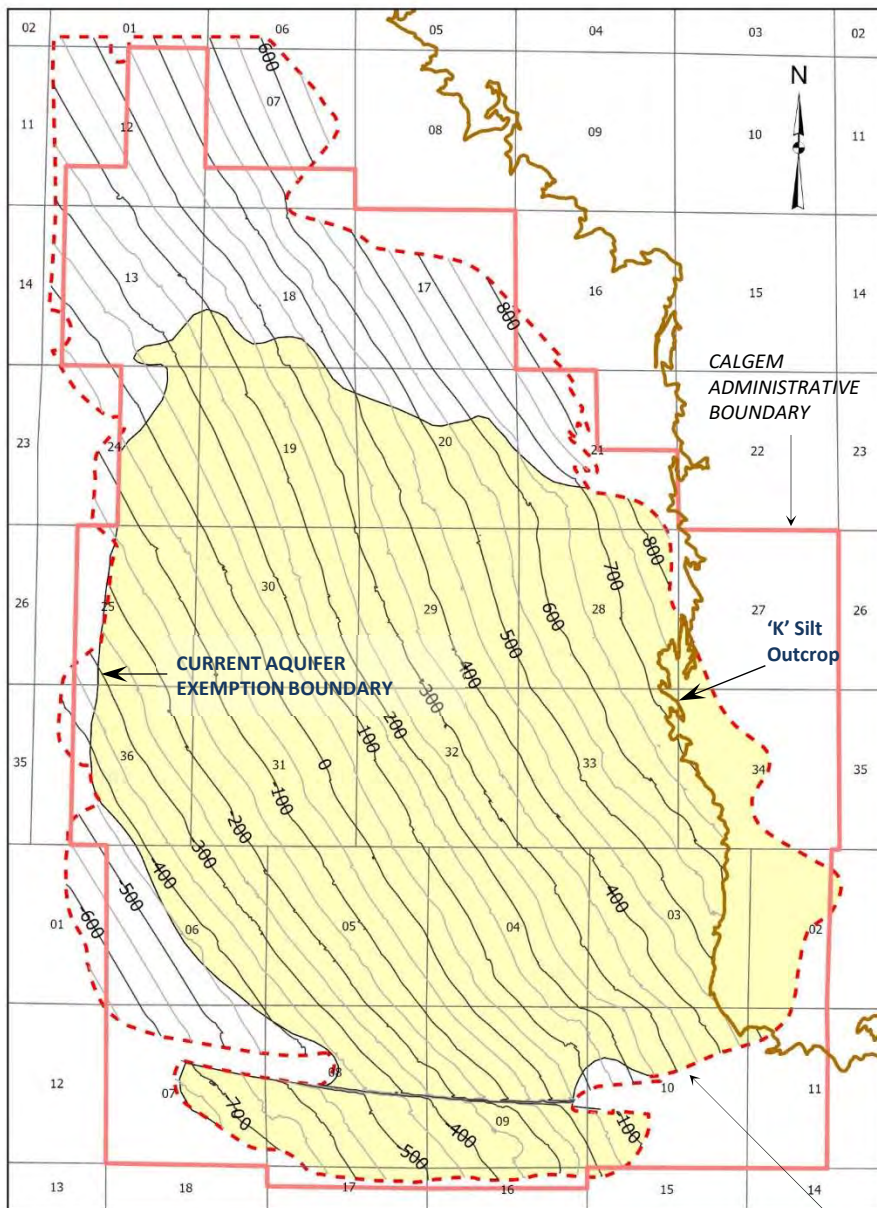 02 01 06 05 04 03 02
600
07
N
11 12 08 09 10 11
13 18 17 16 15 14
14
800
CALGEM
ADMINISTRATIVE
BOUNDARY
23 24 19 20 21 22 23
800
700
600
500
400
300
200
100
0
26 25 30 29 28 27 26
'K' Silt
Outcrop
CURRENT AQUIFER
EXEMPTION BOUNDARY
35 36 31 32 33 34 35
-100
-200
-300
-400
-500
-600
400
01 06 05 04 03 02
12 07 08 09 10 11
-700
-500
-400
-100
13 18 17 16 15 14